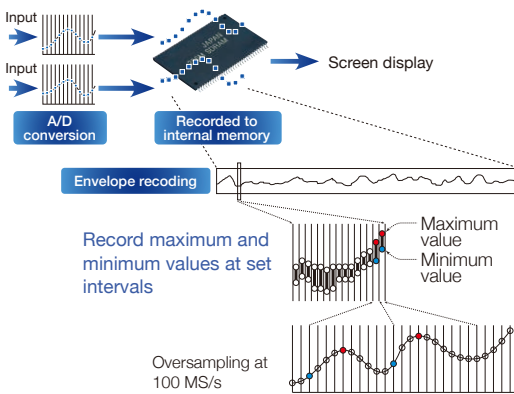 Input
Input
Screen display
JAPAN
A/D
conversion
Recorded to
internal memory
Envelope recoding
Record maximum and
minimum values at set
intervals
Maximum
value
Minimum
value
Oversampling at
100 MS/s